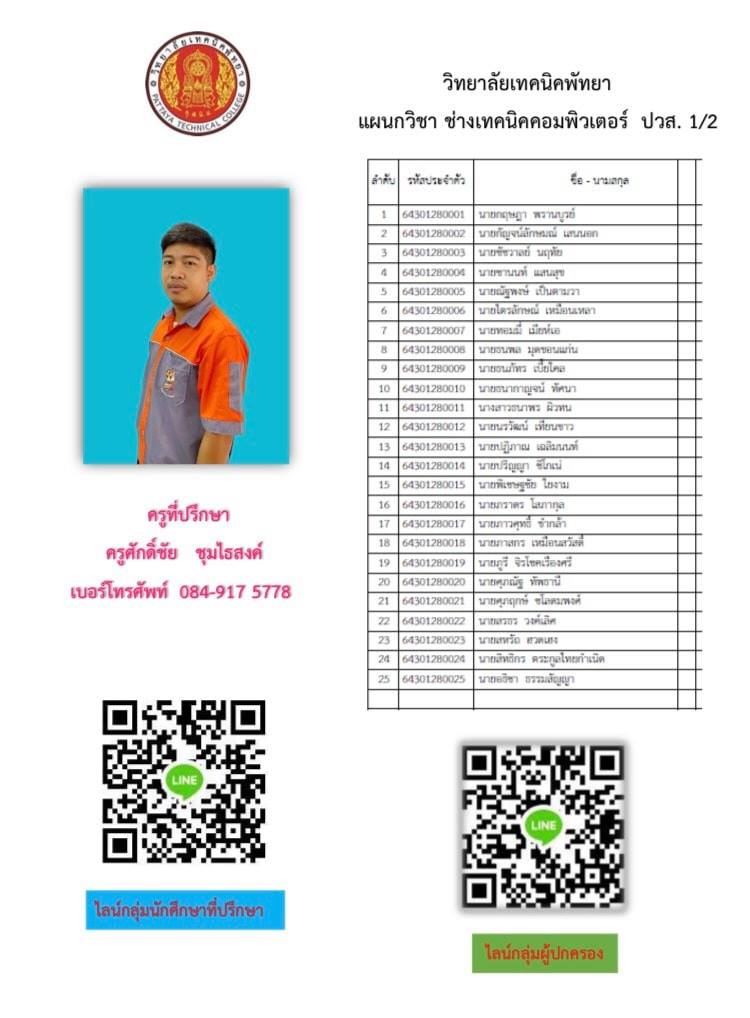 วิทยาลัยเทคนิคพัทยา
PATTAYA TECHNICAL COLLEGE
วิทยาลัยเทคนิคพัทยา
แผนกวิชา ช่างเทคนิคคอมพิวเตอร์ ปวส. 1/2
ลำดับ รหัสประจำตัว ชื่อ - นามสกุล
1 64301280001 นายกฤษฎา พรานบูรย์
2 64301280002 นายกัญจน์ลักษมณ์ เสนนอก
3 64301280003 นายชัชวาลย์ นฤทัย
4 64301280004 นายชานนท์ แสนสุข
5 64301280005 นายณัฐพงษ์ เป็นตามวา
6 64301280006 นายไตรลักษณ์ เหมือนเหลา
7 64301280007 นายทอมมี่ เมียห์เอ
8 64301280008 นายธนพล มุดขอนแก่น
9 64301280009 นายธนภัทร เบี้ยโคล
10 64301280010 นายธนากาญจน์ ทัศนา
11 64301280011 นางสาวธนาพร ผิวทน
12 64301280012 นายนรวัฒน์ เทียนขาว
13 64301280013 นายปฏิภาณ เฉลิมนนท์
14 64301280014 นายปริญญา ชีโกเน่
15 64301280015 นายพิเชษฐชัย ใยงาม
16 64301280016 นายภราดร โสภากุล
17 64301280017 นายภาวศุทธิ์ ขำกล้า
18 64301280018 นายภาสกร เหมือนสวัสดิ์
19 64301280019 นายภูรี จิรโชคเรืองศรี
20 64301280020 นายศุภณัฐ ทัพธานี
21 64301280021 นายศุภฤกษ์ ชโลดมพงศ์
22 64301280022 นายสรธร วงค์เลิศ
23 64301280023 นายสหรัถ ฮวดเฮง
24 64301280024 นายสิทธิกร ตระกูลไทยกำเนิด
25 64301280025 นายอธิชา ธรรมสัญญา
ครูที่ปรึกษา
ครูศักดิ์ชัย ชุมไธสงค์
เบอร์โทรศัพท์ 084-917 5778
LINE
ไลน์กลุ่มนักศึกษาที่ปรึกษา
LINE
ไลน์กลุ่มผู้ปกครอง